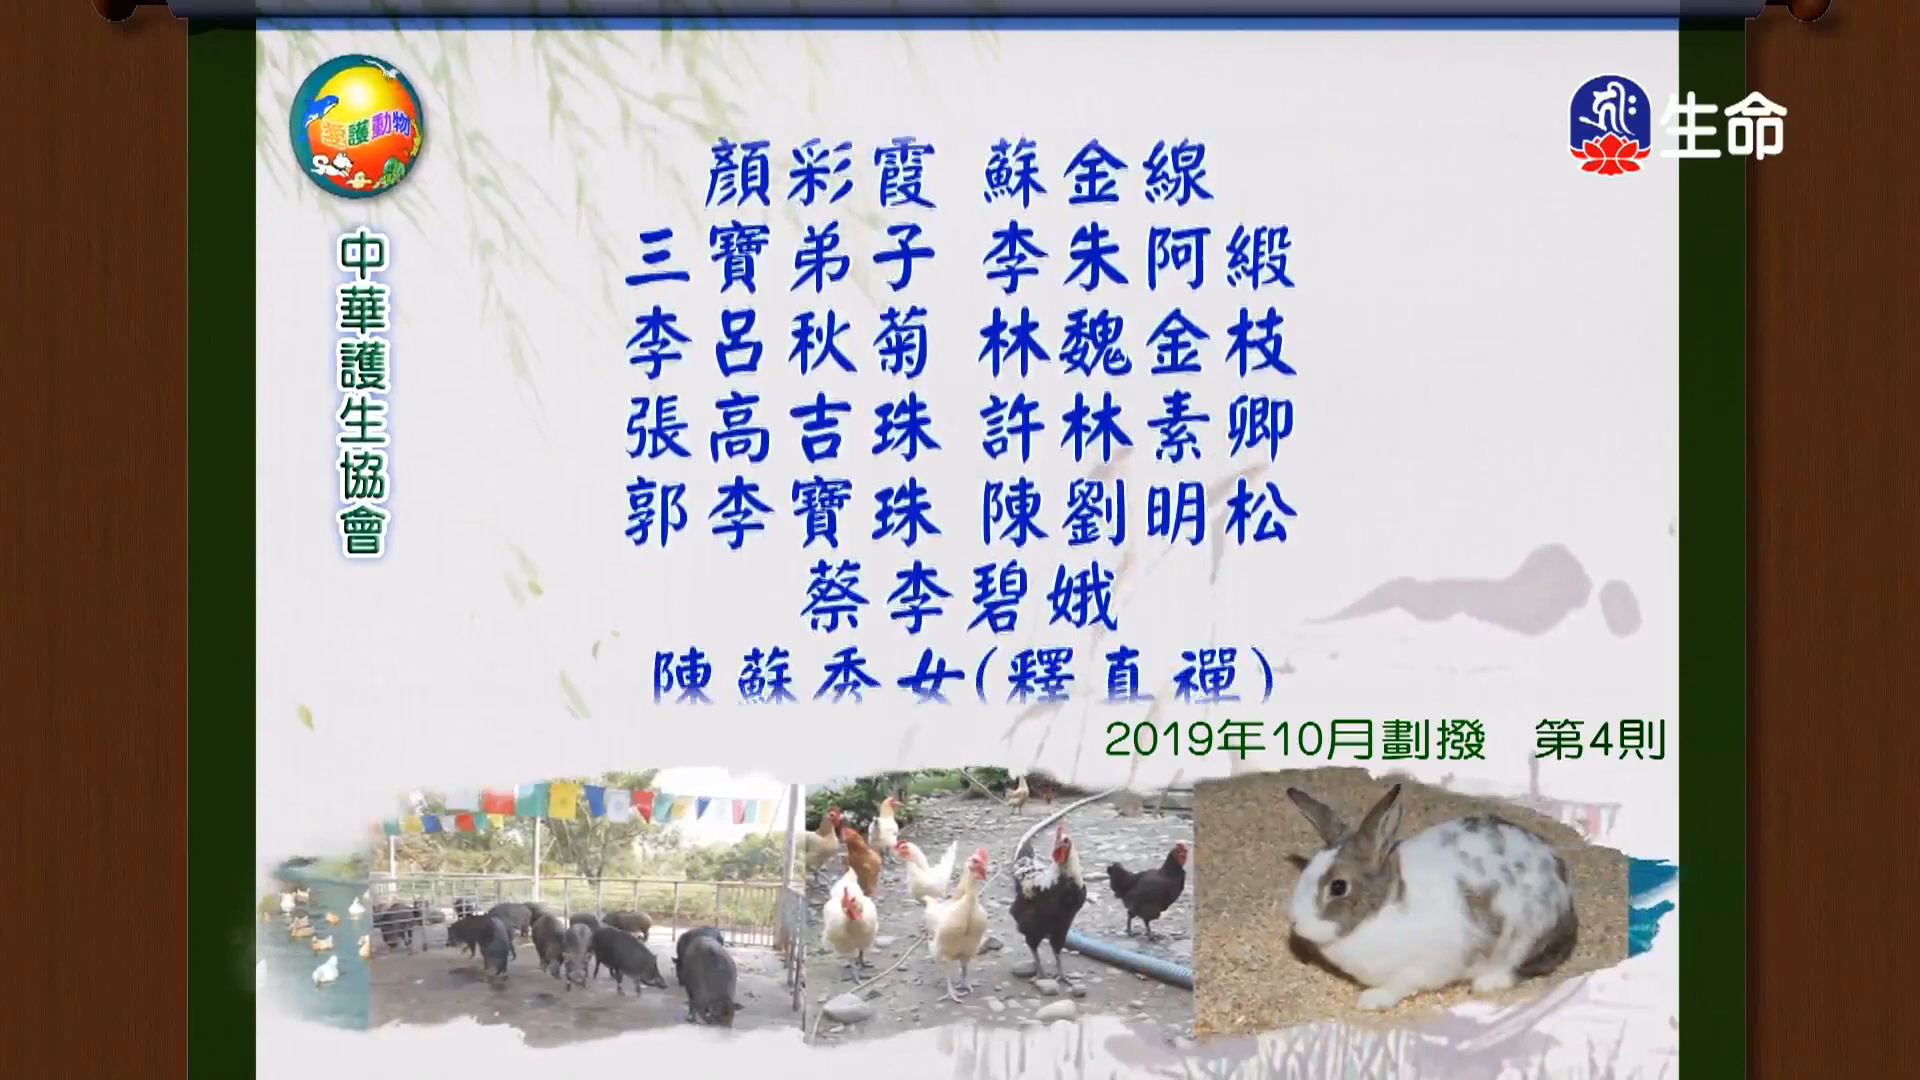 愛護動物
生命
中華護生協會
顏彩霞 蘇金線
三寶弟子 李朱阿緞
李呂秋菊 林魏金枝
張高吉珠 許林素卿
郭李寶珠 陳劉明松
蔡李碧娥
陳蘇秀女(釋真禪)
2019年10月劃撥 第4則